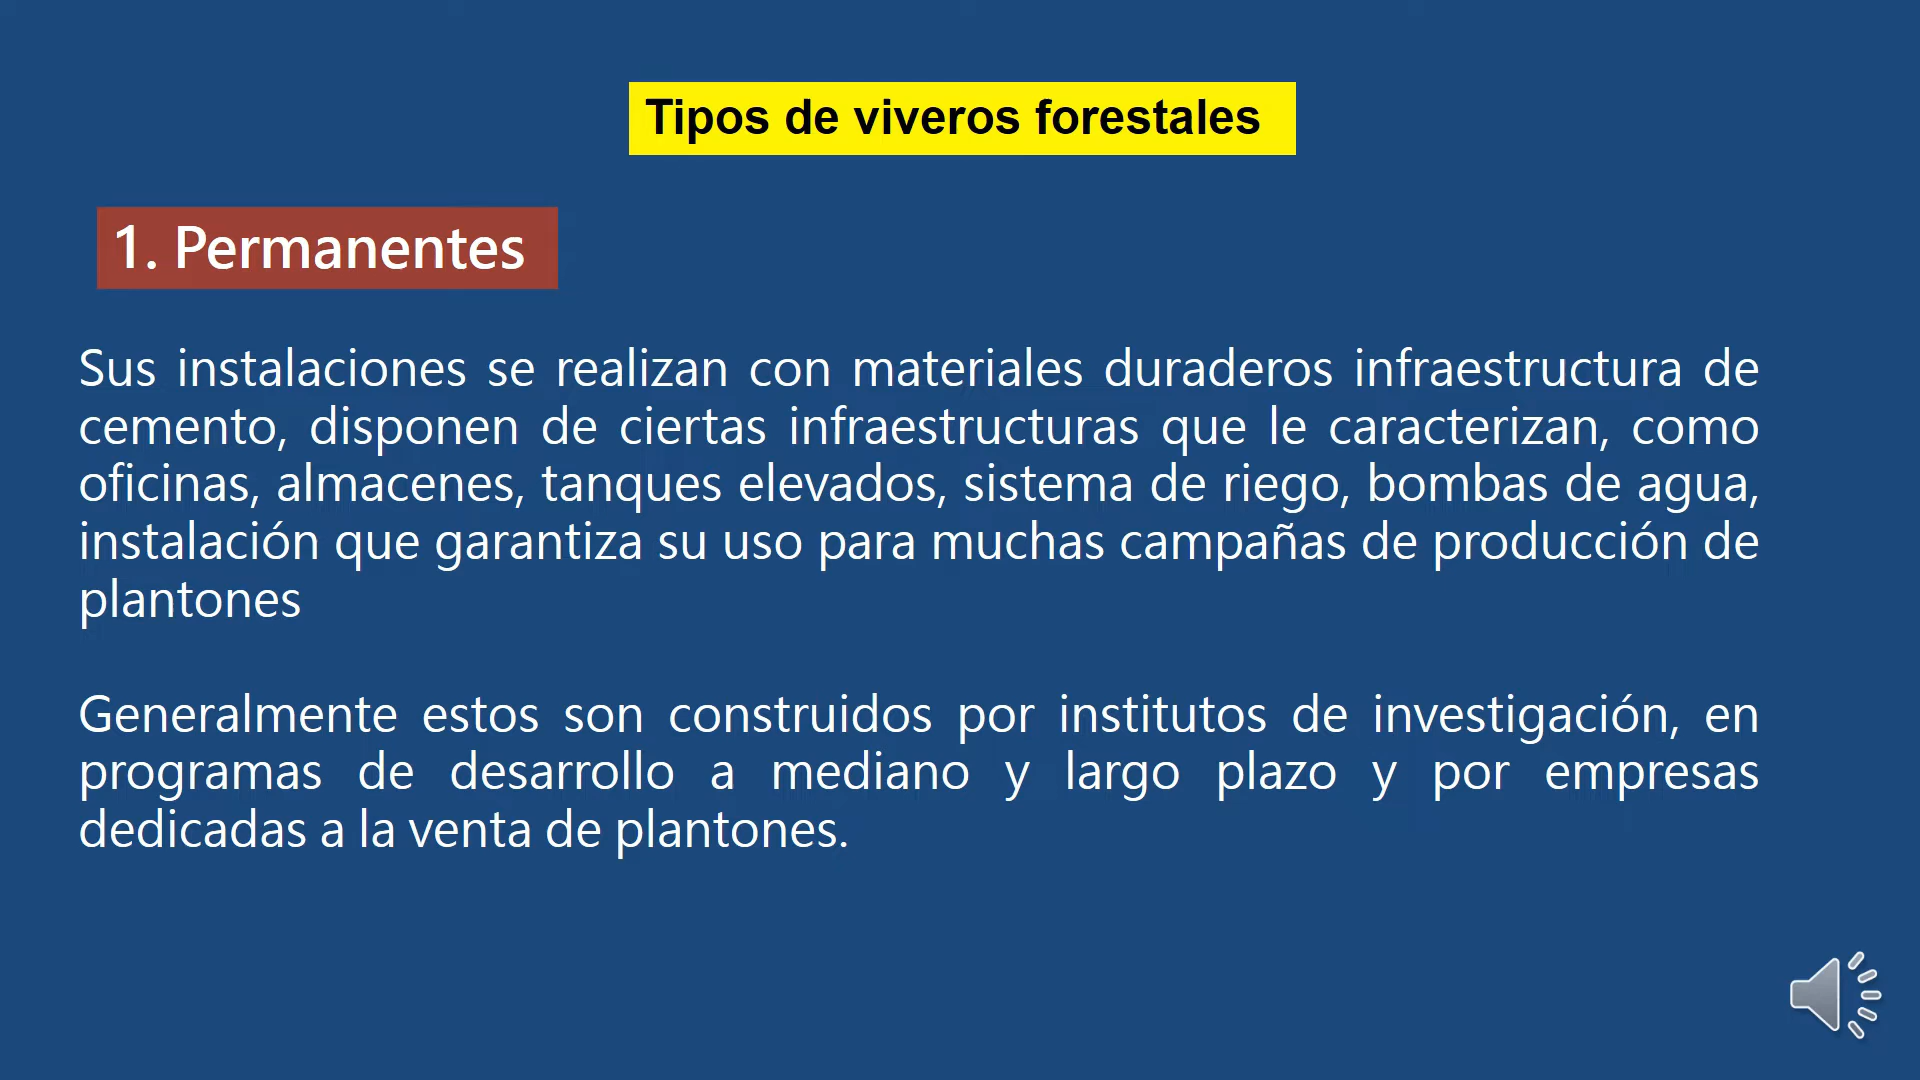 Tipos de viveros forestales
1. Permanentes
Sus instalaciones se realizan con materiales duraderos infraestructura de
cemento, disponen de ciertas infraestructuras que le caracterizan, como
oficinas, almacenes, tanques elevados, sistema de riego, bombas de agua,
instalación que garantiza su uso para muchas campañas de producción de
plantones
Generalmente estos son construidos por institutos de investigación, en
programas de desarrollo a mediano y largo plazo y por empresas
dedicadas a la venta de plantones.